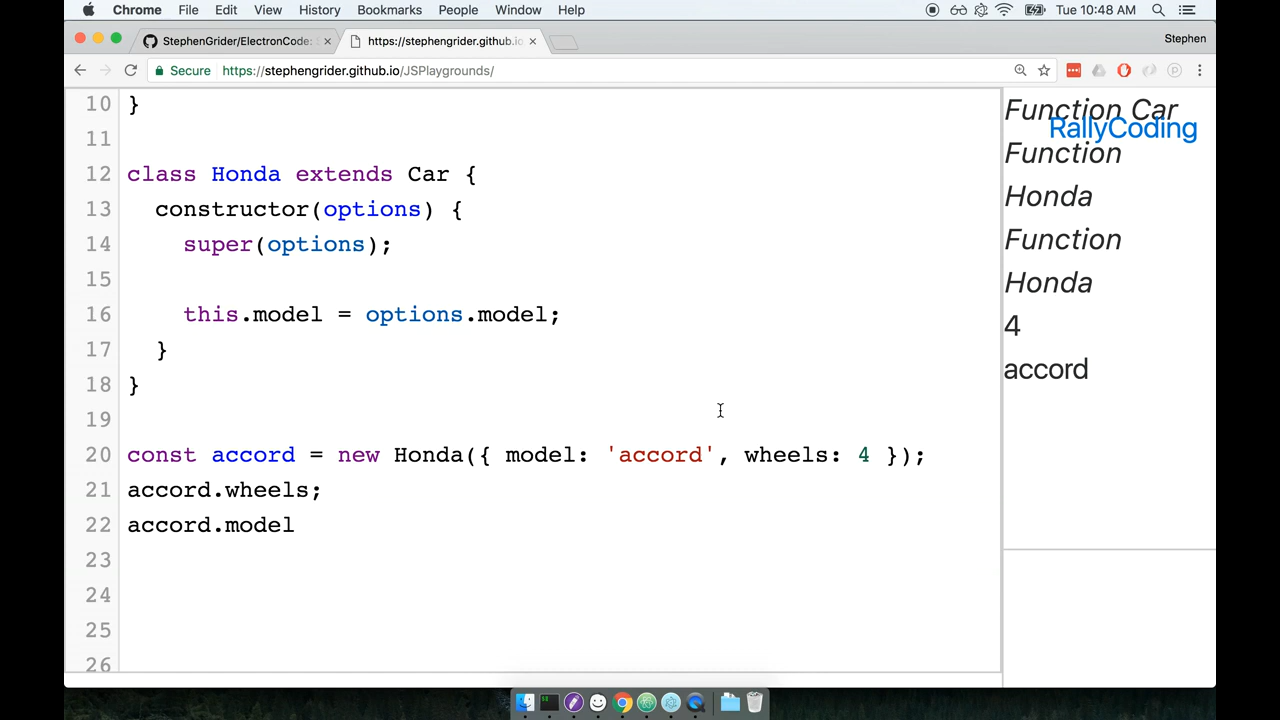 Chrome File Edit View History Bookmarks People Window Help Tue 10:48 AM
StephenGrider/ElectronCode: https://stephengrider.github.io Stephen
Secure https://stephengrider.github.io/JSPlaygrounds/
10 }
11
12 class Honda extends Car {
13 constructor(options) {
14 super(options);
15
16 this.model = options.model;
17 }
18 }
19
20 const accord = new Honda({ model: 'accord', wheels: 4 });
21 accord.wheels;
22 accord.model
23
24
25
26
Function Car
RallyCoding
Function
Honda
Function
Honda
4
accord